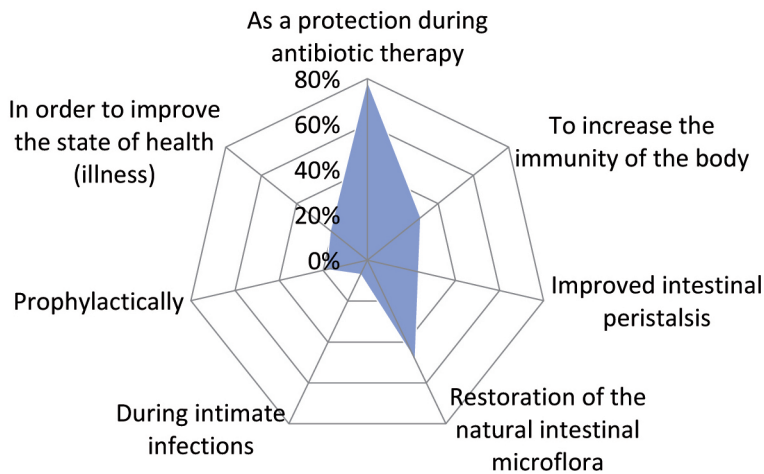 As a protection during
antibiotic therapy
80%
60%
40%
20%
0%
To increase the
immunity of the body
Improved intestinal
peristalsis
Restoration of the
natural intestinal
microflora
During intimate
infections
Prophylactically
In order to improve
the state of health
(illness)